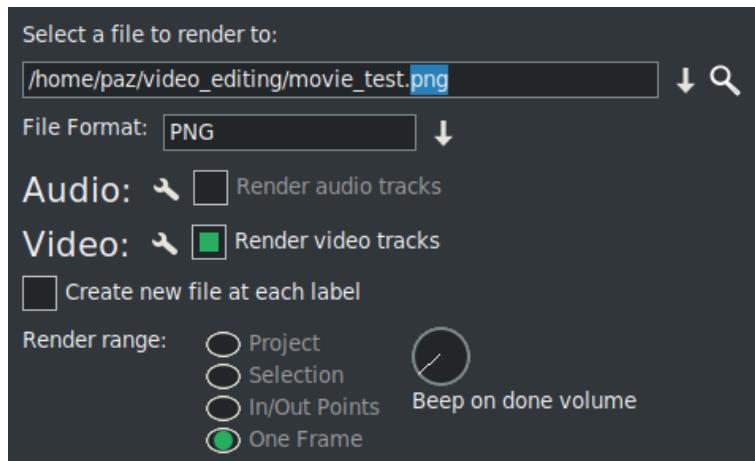 Select a file to render to:
/home/paz/video_editing/movie_test.png
File Format: PNG
Audio: Render audio tracks
Video: Render video tracks
Create new file at each label
Render range:
Project
Selection
In/Out Points
One Frame
Beep on done volume